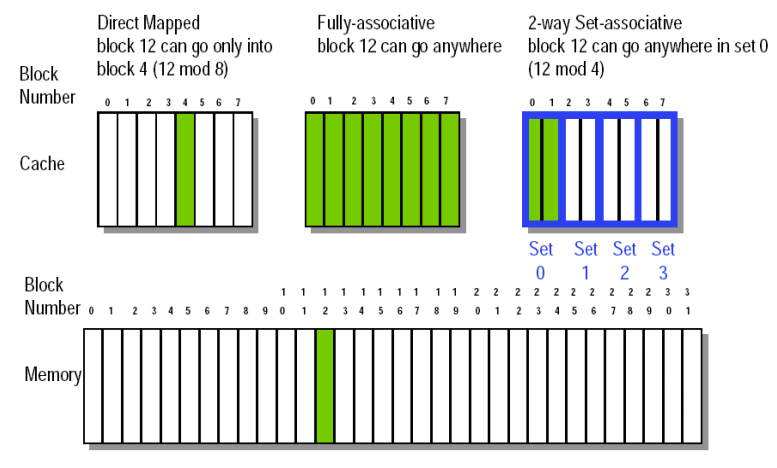 Direct Mapped
block 12 can go only into
block 4 (12 mod 8)
Fully-associative
block 12 can go anywhere
2-way Set-associative
block 12 can go anywhere in set 0
(12 mod 4)
Block
Number
0 1 2 3 4 5 6 7
0 1 2 3 4 5 6 7
0 1 2 3 4 5 6 7
Cache
Set Set Set Set
0 1 2 3
Block
Number
0 1 2 3 4 5 6 7 8 9 10 11 12 13 14 15 16 17 18 19 20 21 22 23 24 25 26 27 28 29 30 31
Memory